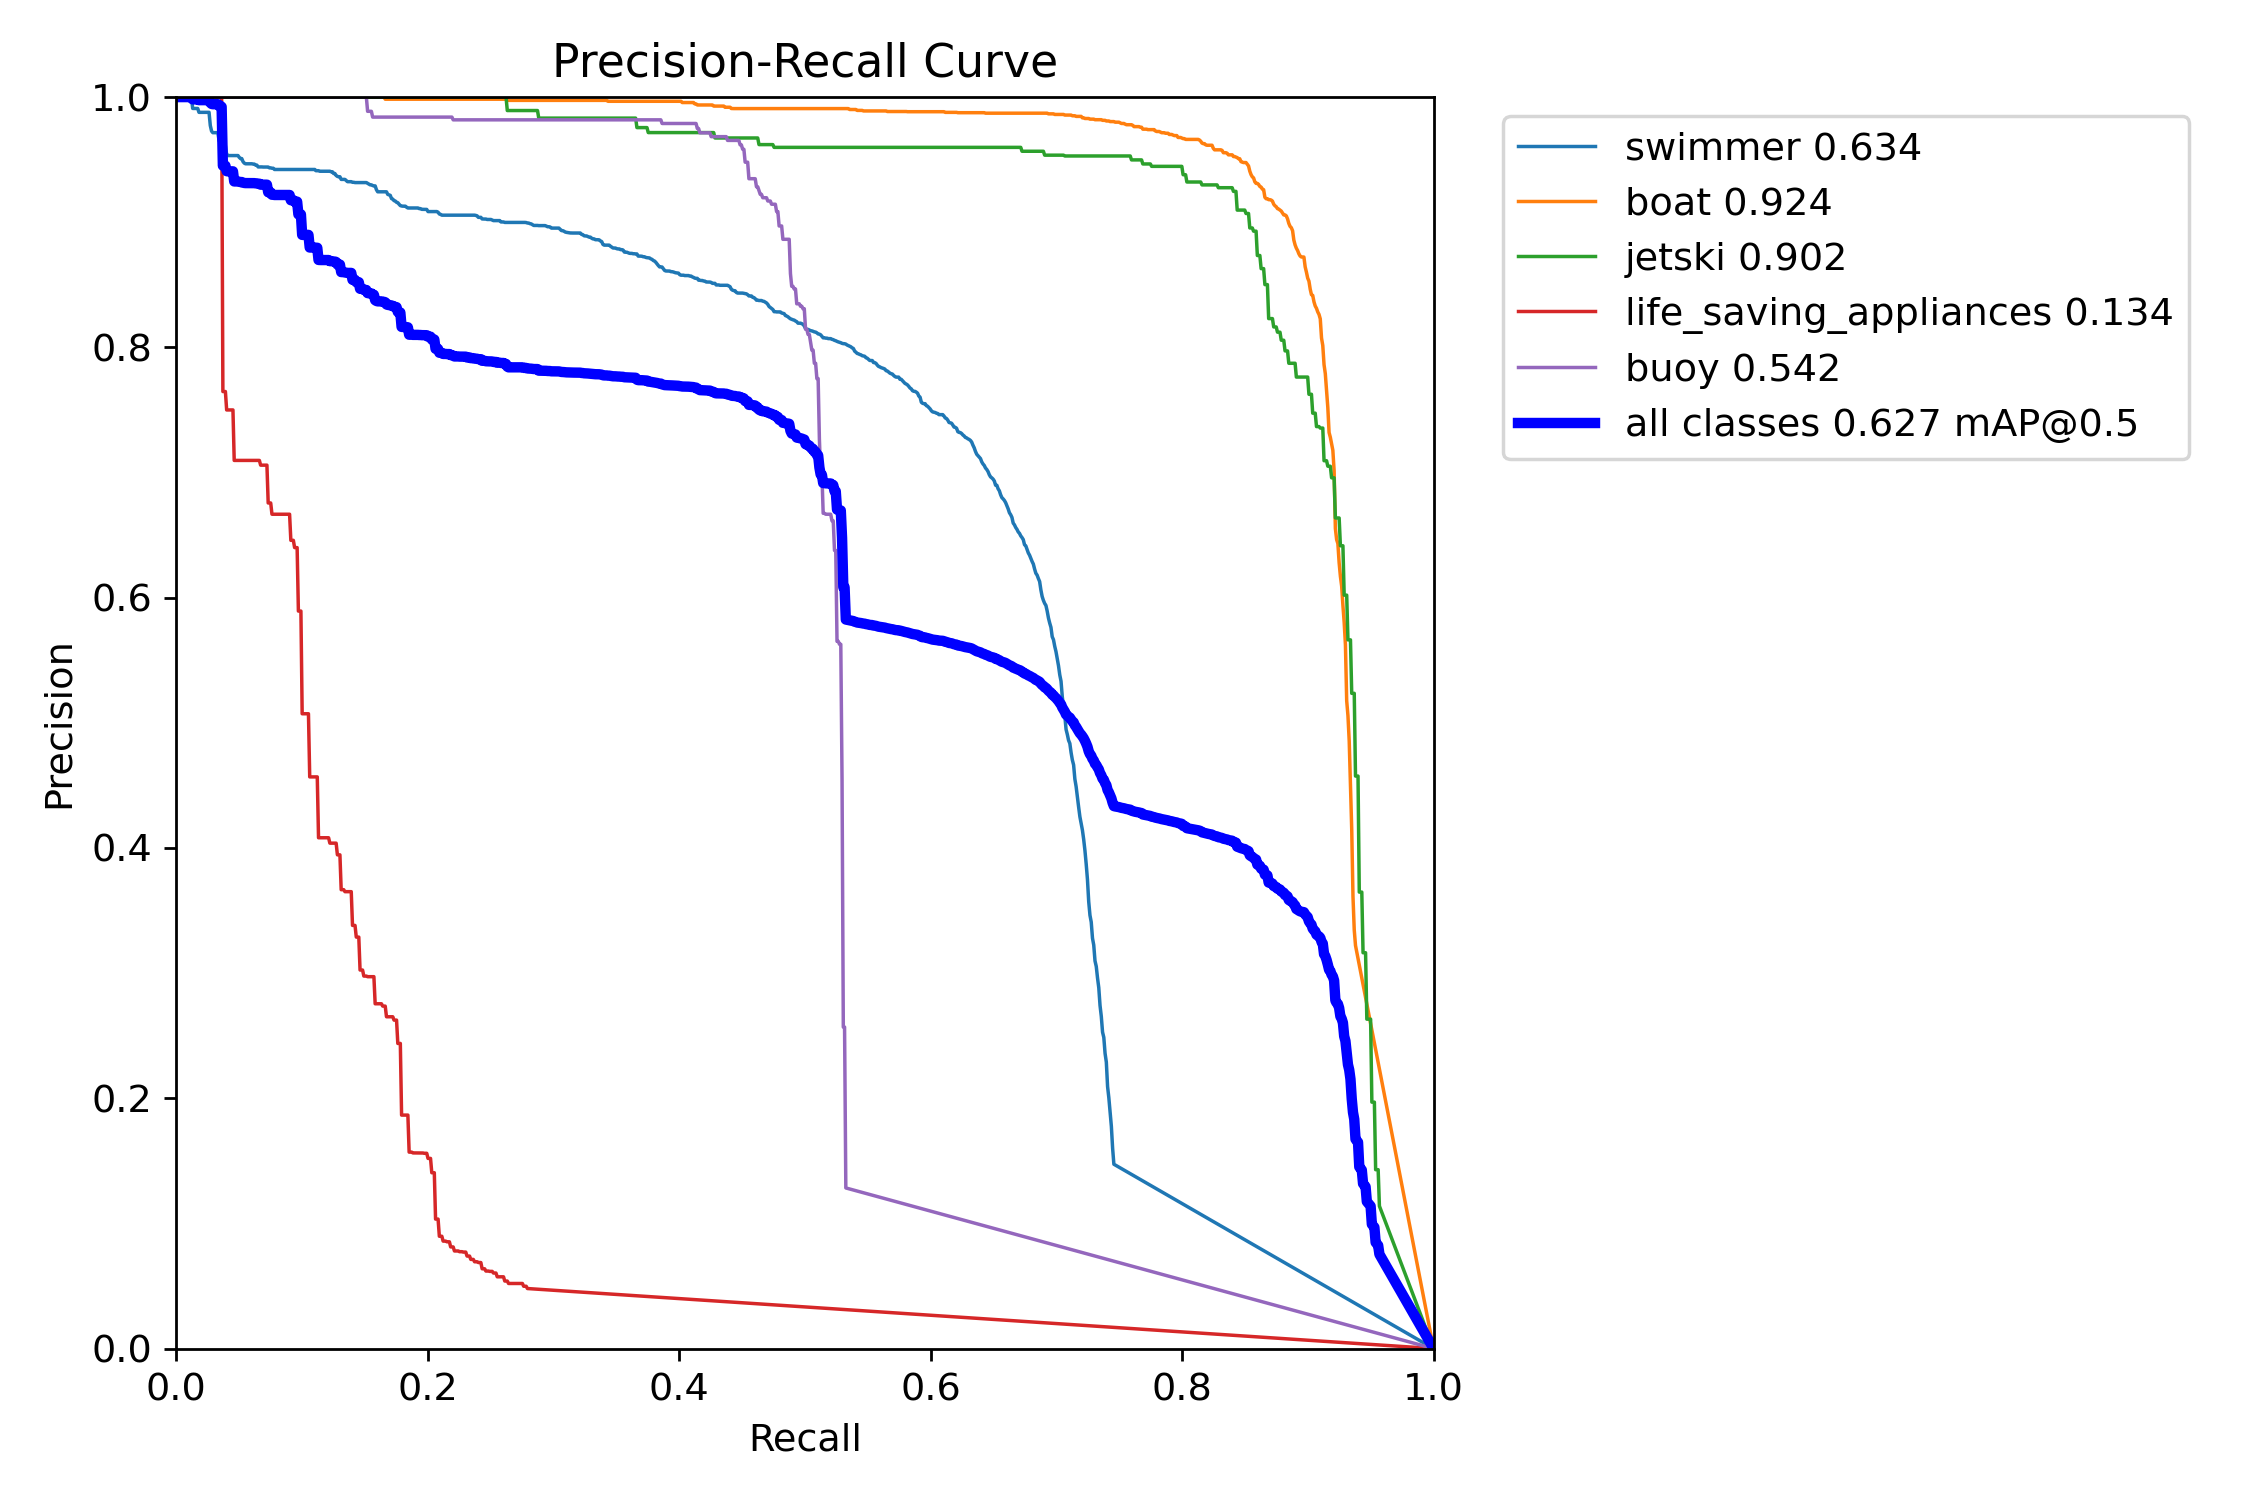 Precision-Recall Curve
1.0
0.8
0.6
0.4
0.2
0.0
Precision
0.0 0.2 0.4 0.6 0.8 1.0
Recall
swimmer 0.634
boat 0.924
jetski 0.902
life_saving_appliances 0.134
buoy 0.542
all classes 0.627 mAP@0.5